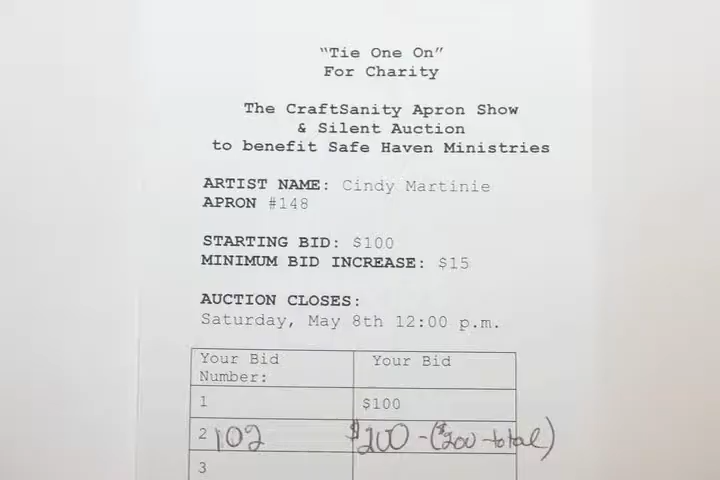 "Tie One On"
For Charity
The CraftSanity Apron Show
& Silent Auction
to benefit Safe Haven Ministries
ARTIST NAME: Cindy Martinie
APRON #148
STARTING BID: $100
MINIMUM BID INCREASE: $15
AUCTION CLOSES:
Saturday, May 8th 12:00 p.m.
Your Bid Number: Your Bid
1 $100
2 102 $200 - ($200 total)
3